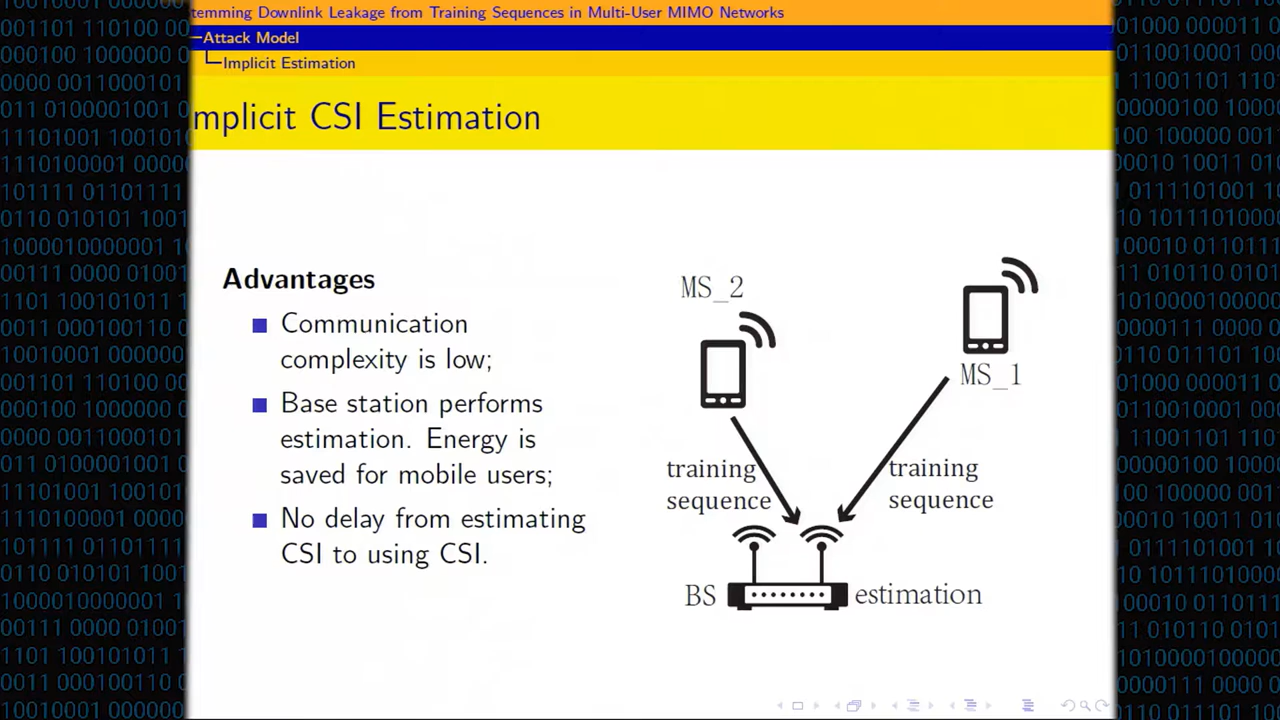 temming Downlink Leakage from Training Sequences in Multi-User MIMO Networks
Attack Model
Implicit Estimation
mplicit CSI Estimation
Advantages
Communication
complexity is low;
Base station performs
estimation. Energy is
saved for mobile users;
No delay from estimating
CSI to using CSI.
MS_2
MS_1
training
sequence
training
sequence
BS
estimation